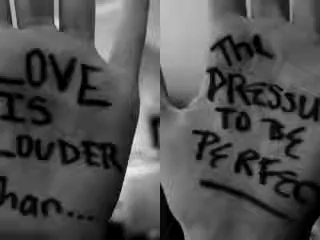 LOVE
IS
LOUDER
than...
The
PRESSU
TO BE
PERFEC